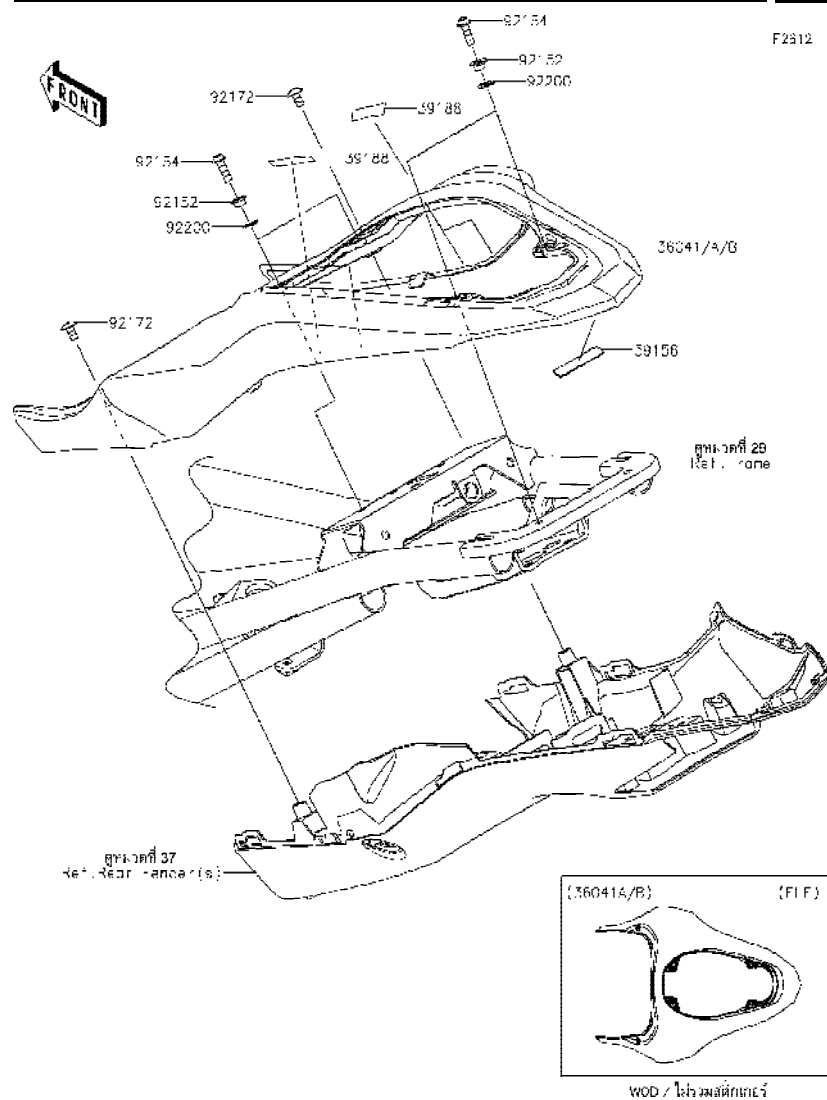 92154
F2612
92152
92200
FRONT
92172
39188
92154
39188
92152
92200
36041/A/B
92172
39156
ดูหมวดที่ 29
Ref.Frame
ดูหมวดที่ 37
Ref.Rear Fender(s)
(36041A/B)
WOD / ไม่รวมสติกเกอร์